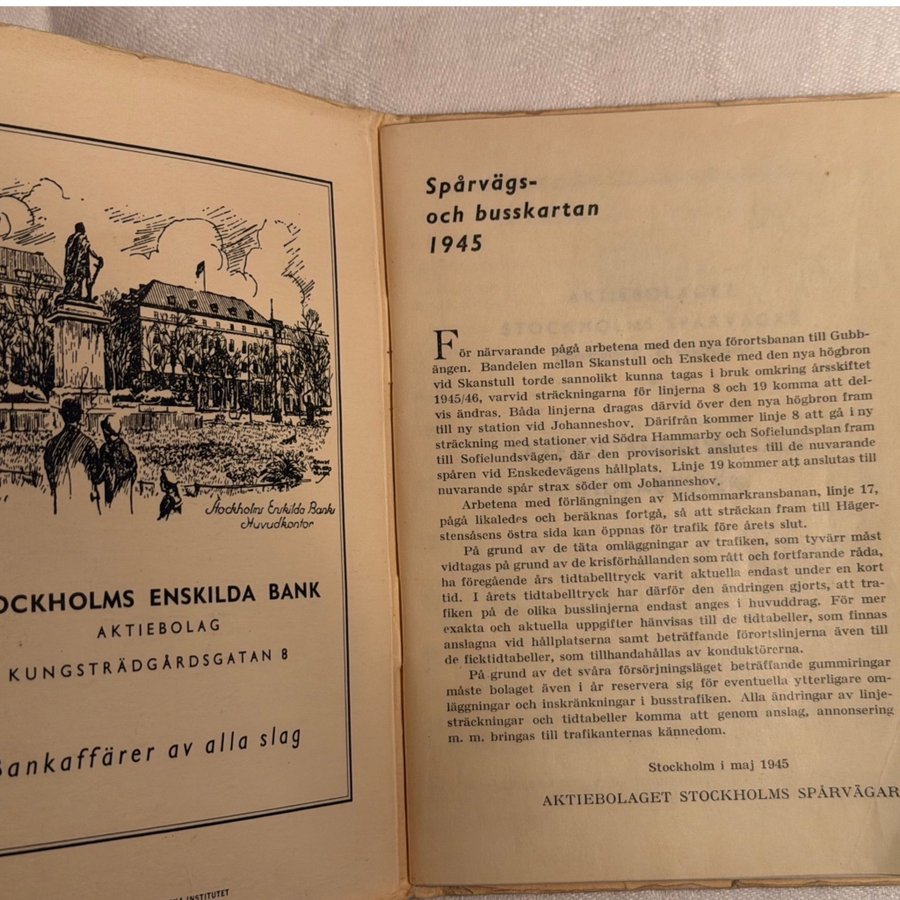 Stockholms Enskilda Banks
Huvudkontor
STOCKHOLMS ENSKILDA BANK
AKTIEBOLAG
KUNGSTRÄDGÅRDSGATAN 8
Bankaffärer av alla slag
INSTITUTET
Spårvägs-
och busskartan
1945
För närvarande pågå arbetena med den nya förortsbanan till Gubb-
ängen. Bandelen mellan Skanstull och Enskede med den nya högbron
vid Skanstull torde sannolikt kunna tagas i bruk omkring årsskiftet
1945/46, varvid sträckningarna för linjerna 8 och 19 komma att del-
vis ändras. Båda linjerna dragas därvid över den nya högbron fram
till ny station vid Johanneshov. Därifrån kommer linje 8 att gå i ny
sträckning med stationer vid Södra Hammarby och Sofielundsplan fram
till Sofielundsvägen, där den provisoriskt anslutes till de nuvarande
spåren vid Enskedevägens hållplats. Linje 19 kommer att anslutas till
nuvarande spår strax söder om Johanneshov.
Arbetena med förlängningen av Midsommarkransbanan, linje 17,
pågå likaledes och beräknas fortgå, så att sträckan fram till Häger-
stensåsens östra sida kan öppnas för trafik före årets slut.
På grund av de täta omläggningar av trafiken, som tyvärr måst
vidtagas på grund av de krisförhållanden som rått och fortfarande råda,
ha föregående års tidtabelltryck varit aktuella endast under en kort
tid. I årets tidtabelltryck har därför den ändringen gjorts, att tra-
fiken på de olika busslinjerna endast anges i huvuddrag. För mer
exakta och aktuella uppgifter hänvisas till de tidtabeller, som finnas
anslagna vid hållplatserna samt beträffande förortslinjerna även till
de ficktidtabeller, som tillhandahållas av konduktörerna.
På grund av det svåra försörjningsläget beträffande gummiringar
måste bolaget även i år reservera sig för eventuella ytterligare om-
läggningar och inskränkningar i busstrafiken. Alla ändringar av linje-
sträckningar och tidtabeller komma att genom anslag, annonsering
m. m. bringas till trafikanternas kännedom.
Stockholm i maj 1945
AKTIEBOLAGET STOCKHOLMS SPÅRVÄGAR